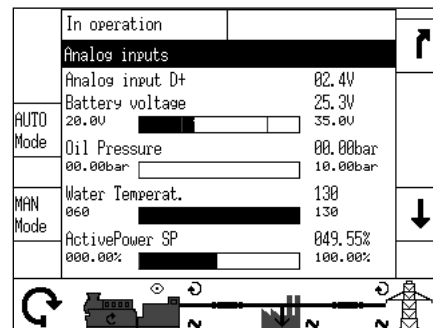 In operation
Analog inputs
Analog input D+ 02.4V
Battery voltage 25.3V
20.0V 35.0V
Oil Pressure 00.00bar
00.00bar 10.00bar
Water Temperat. 130
060 130
ActivePower SP 049.55%
000.00% 100.00%
AUTO
Mode
MAN
Mode